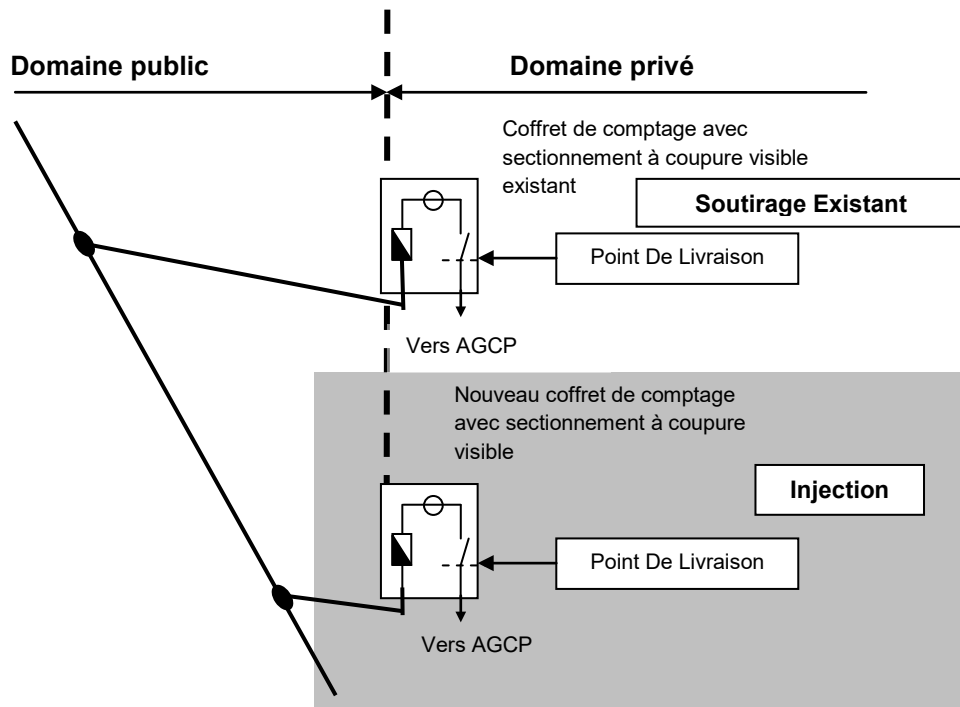 Domaine public
Domaine privé
Coffret de comptage avec
sectionnement à coupure visible
existant
Soutirage Existant
Point De Livraison
Vers AGCP
Nouveau coffret de comptage
avec sectionnement à coupure
visible
Injection
Point De Livraison
Vers AGCP